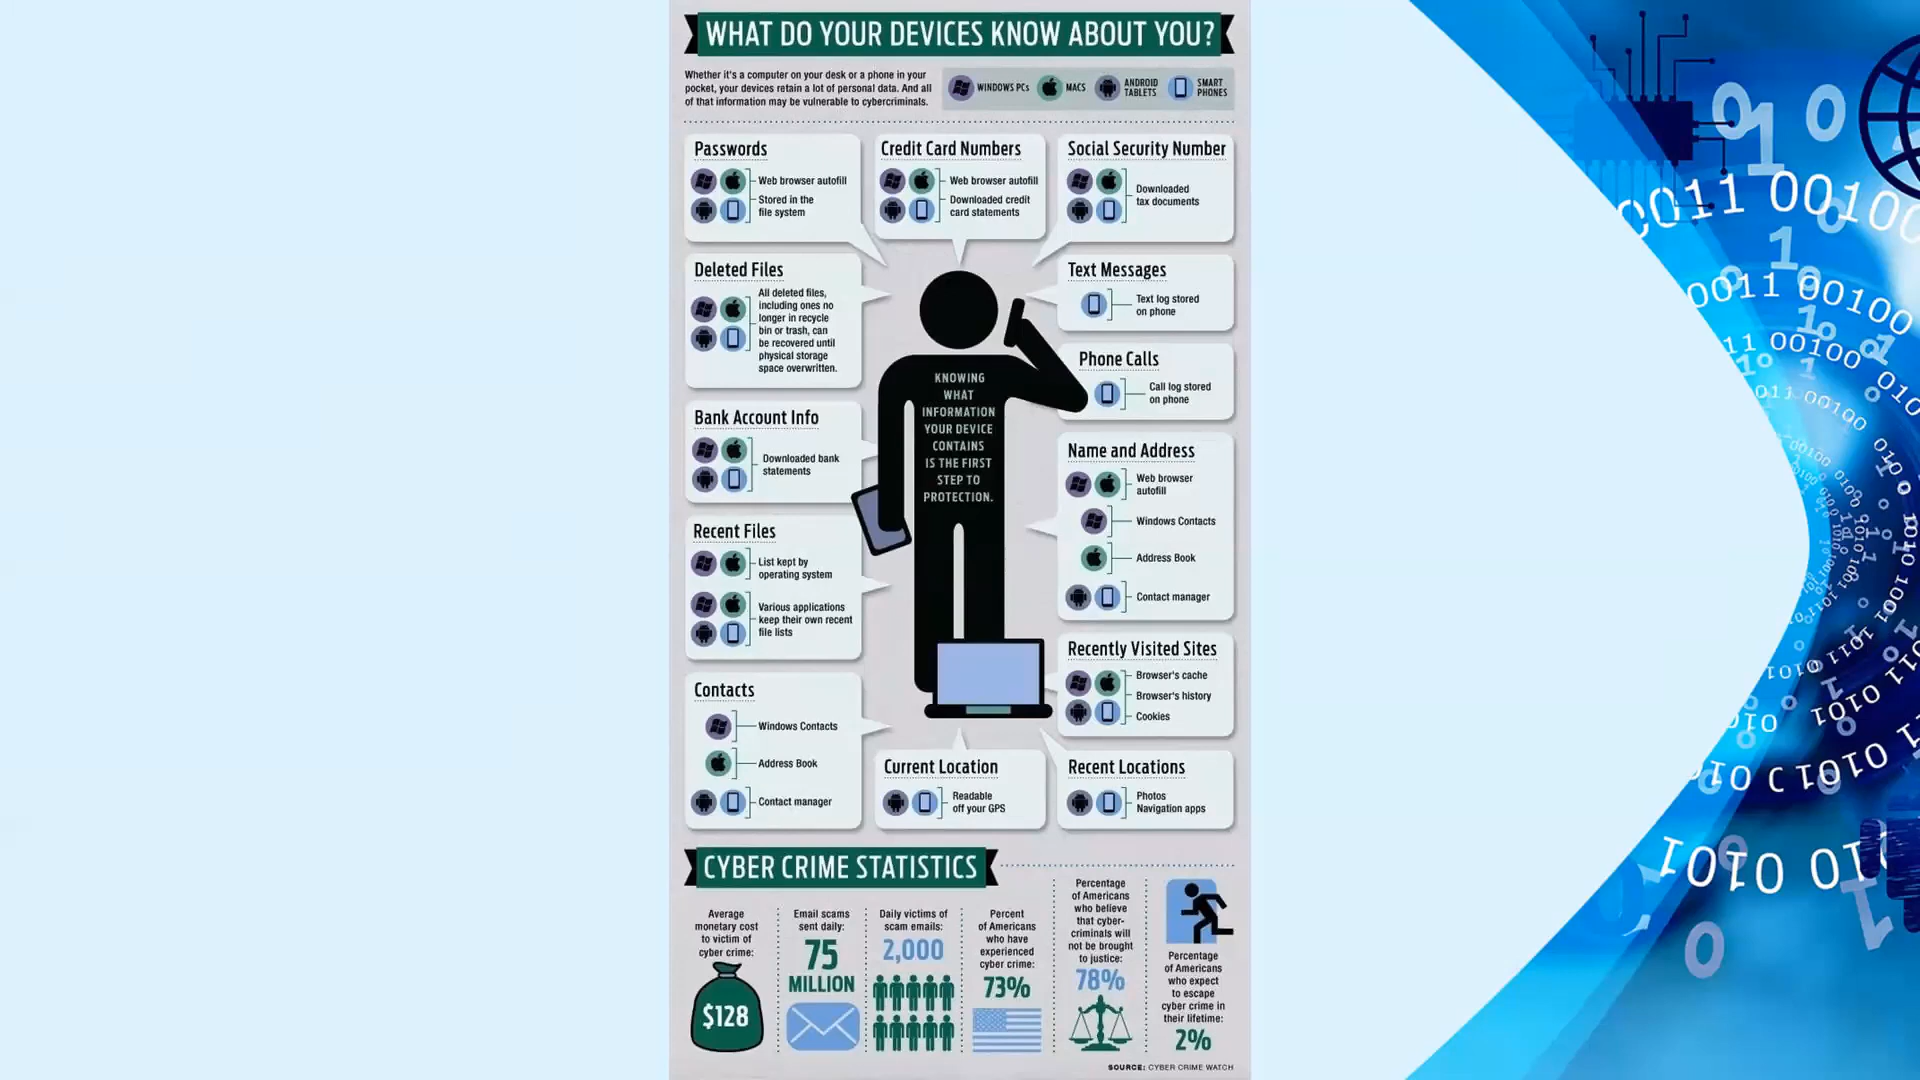 WHAT DO YOUR DEVICES KNOW ABOUT YOU?
Whether it's a computer on your desk or a phone in your
pocket, your devices retain a lot of personal data. And all
of that information may be vulnerable to cybercriminals.
WINDOWS PCs
MACS
ANDROID
TABLETS
SMART
PHONES
Passwords
Web browser autofill
Stored in the
file system
Credit Card Numbers
Web browser autofill
Downloaded credit
card statements
Social Security Number
Downloaded
tax documents
Deleted Files
All deleted files,
including ones no
longer in recycle
bin or trash, can
be recovered until
physical storage
space overwritten.
Text Messages
Text log stored
on phone
Phone Calls
Call log stored
on phone
KNOWING
WHAT
INFORMATION
YOUR DEVICE
CONTAINS
IS THE FIRST
STEP TO
PROTECTION.
Bank Account Info
Downloaded bank
statements
Name and Address
Web browser
autofill
Windows Contacts
Address Book
Contact manager
Recent Files
List kept by
operating system
Various applications
keep their own recent
file lists
Recently Visited Sites
Browser's cache
Browser's history
Cookies
Contacts
Windows Contacts
Address Book
Contact manager
Current Location
Readable
off your GPS
Recent Locations
Photos
Navigation apps
CYBER CRIME STATISTICS
Average
monetary cost
to victim of
cyber crime:
$128
Email scams
sent daily:
75
MILLION
Daily victims of
scam emails:
2,000
Percent
of Americans
who have
experienced
cyber crime:
73%
Percentage
of Americans
who believe
that cyber-
criminals will
not be brought
to justice:
78%
Percentage
of Americans
who expect
to escape
cyber crime in
their lifetime:
2%
SOURCE: CYBER CRIME WATCH